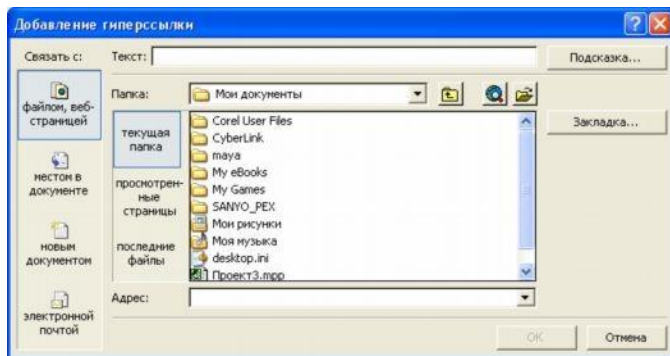 Добавление гиперссылки
Связать с:
Текст:
Подсказка...
файлом, веб-
страницей
Папка:
Мои документы
Закладка...
текущая
папка
Corel User Files
CyberLink
maya
My eBooks
My Games
SANYO_PEX
Мои рисунки
Моя музыка
desktop.ini
Проект3.mpp
местом в
документе
просмотрен-
ные
страницы
новым
документом
последние
файлы
электронной
почтой
Адрес:
ОК
Отмена